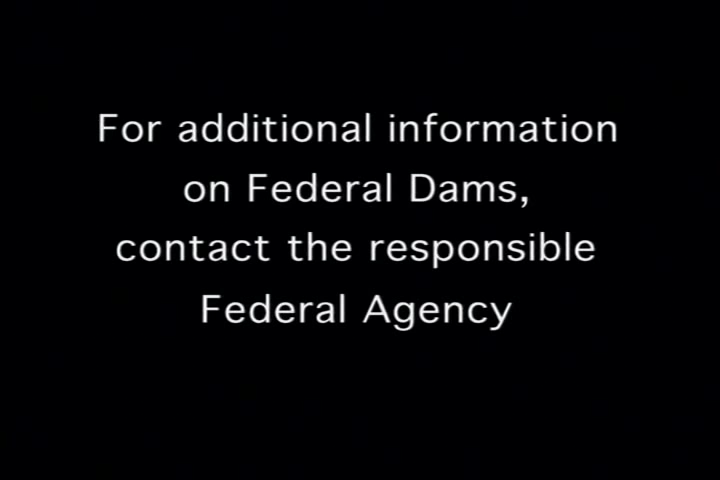 For additional information
on Federal Dams,
contact the responsible
Federal Agency